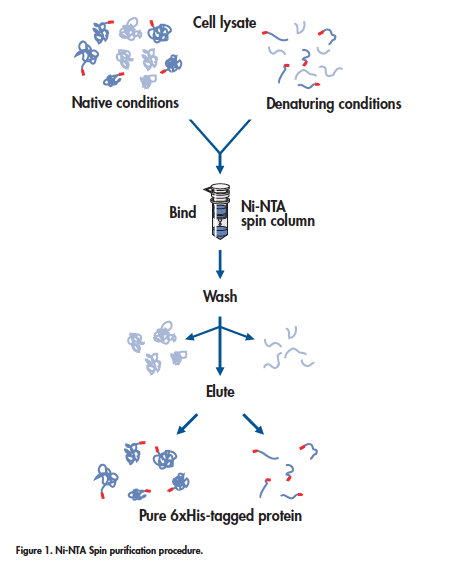 Cell lysate
Native conditions
Denaturing conditions
Bind
Ni-NTA
spin column
Wash
Elute
Pure 6xHis-tagged protein
Figure 1. Ni-NTA Spin purification procedure.